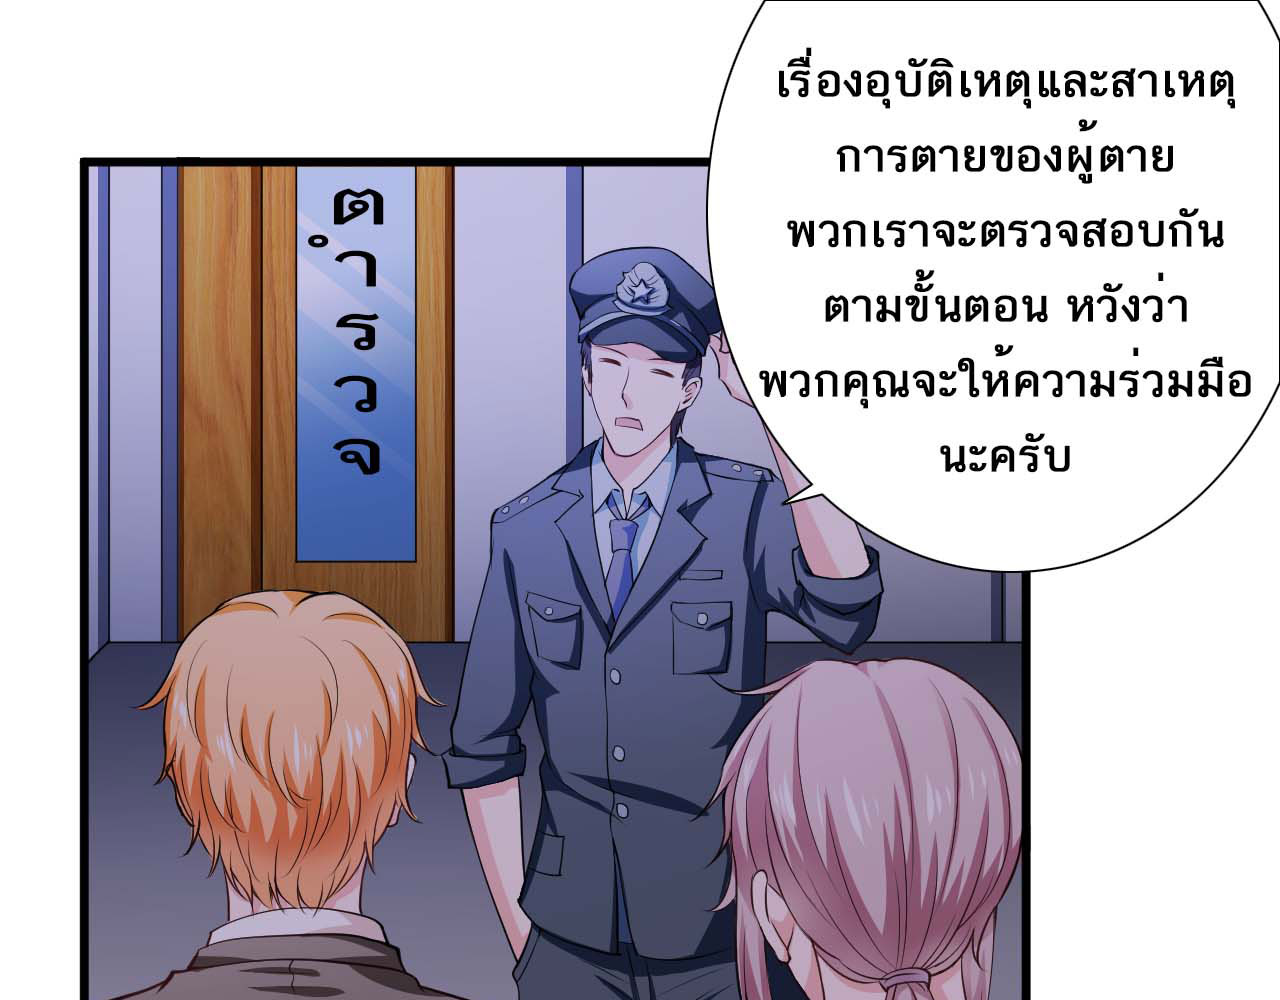 เรื่องอุบัติเหตุและสาเหตุ
การตายของผู้ตาย
พวกเราจะตรวจสอบกัน
ตามขั้นตอน หวังว่า
พวกคุณจะให้ความร่วมมือ
นะครับ
ตำรวจ